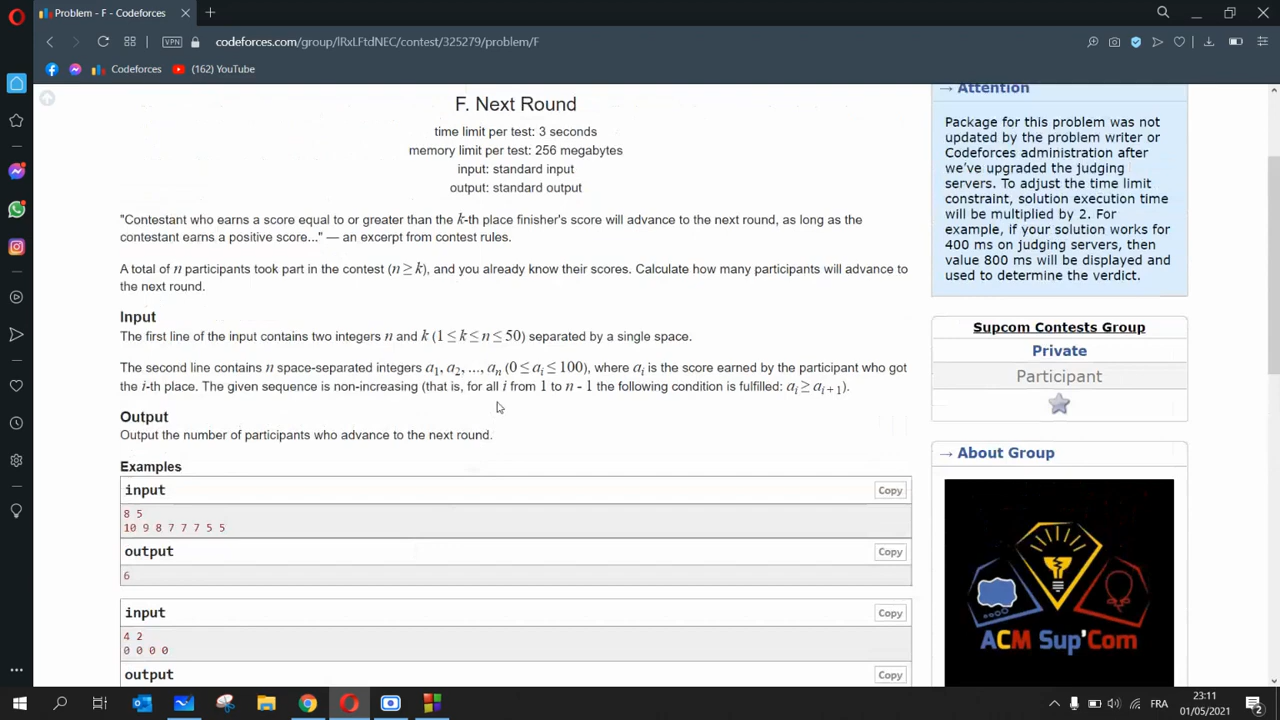 Problem - F - Codeforces
VPN
codeforces.com/group/lRxLFtdNEC/contest/325279/problem/F
Codeforces
(162) YouTube
F. Next Round
time limit per test: 3 seconds
memory limit per test: 256 megabytes
input: standard input
output: standard output
"Contestant who earns a score equal to or greater than the k-th place finisher's score will advance to the next round, as long as the
contestant earns a positive score..." — an excerpt from contest rules.
A total of n participants took part in the contest (n ≥ k), and you already know their scores. Calculate how many participants will advance to
the next round.
Input
The first line of the input contains two integers n and k (1 ≤ k ≤ n ≤ 50) separated by a single space.
The second line contains n space-separated integers a1, a2, ..., an (0 ≤ ai ≤ 100), where ai is the score earned by the participant who got
the i-th place. The given sequence is non-increasing (that is, for all i from 1 to n - 1 the following condition is fulfilled: ai ≥ ai + 1).
Output
Output the number of participants who advance to the next round.
Examples
input
Copy
8 5
10 9 8 7 7 7 5 5
output
Copy
6
input
Copy
4 2
0 0 0 0
output
Copy
→ Attention
Package for this problem was not
updated by the problem writer or
Codeforces administration after
we've upgraded the judging
servers. To adjust the time limit
constraint, solution execution time
will be multiplied by 2. For
example, if your solution works for
400 ms on judging servers, then
value 800 ms will be displayed and
used to determine the verdict.
Supcom Contests Group
Private
Participant
→ About Group
ACM Sup'Com
FRA
23:11
01/05/2021
2